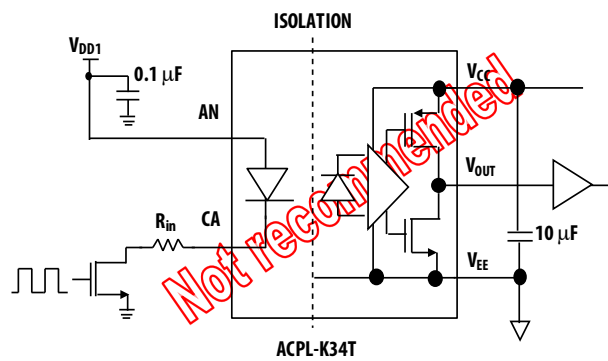 ISOLATION
VDD1
0.1 μF
AN
VCC
VOUT
Rin
CA
10 μF
VEE
Not recommended
ACPL-K34T